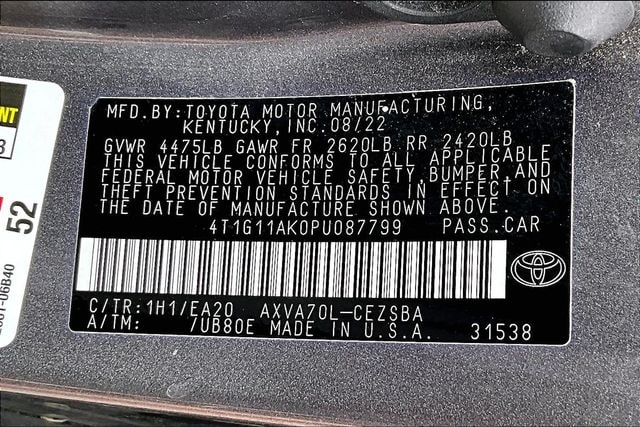 MFD. BY: TOYOTA MOTOR MANUFACTURING,
KENTUCKY, INC. 08/22
GVWR 4475LB GAWR FR 2620LB RR 2420LB
THIS VEHICLE CONFORMS TO ALL APPLICABLE
FEDERAL MOTOR VEHICLE SAFETY, BUMPER, AND
THEFT PREVENTION STANDARDS IN EFFECT ON
THE DATE OF MANUFACTURE SHOWN ABOVE.
4T1G11AK0PU087799 PASS.CAR
C/TR:1H1/EA20 AXVA70L-CEZSBA
A/TM: 7UB80E MADE IN U.S.A. 31538
52